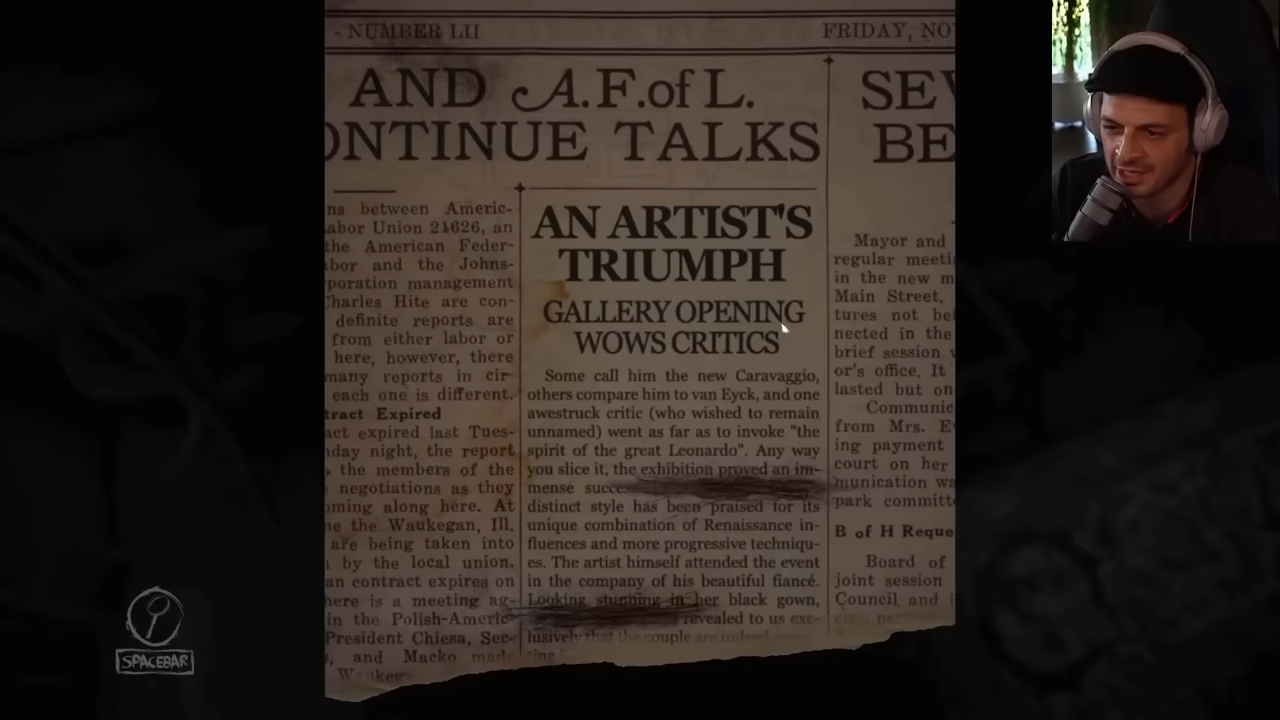 - NUMBER LII
FRIDAY, NO
AND A.F.of L.
ONTINUE TALKS
SEV
BE
ns between Americ-
abor Union 21626, an
the American Feder-
bor and the Johns-
poration management
Charles Hite are con-
definite reports are
from either labor or
here, however, there
many reports in cir-
each one is different.
tract Expired
act expired last Tues-
day night, the report
the members of the
negotiations as they
oming along here. At
the Waukegan, Ill.
are being taken into
by the local union.
an contract expires on
here is a meeting ag-
in the Polish-Americ-
President Chiesa, Sec-
, and Macko made
Waukeg-
AN ARTIST'S
TRIUMPH
GALLERY OPENING
WOWS CRITICS
Some call him the new Caravaggio,
others compare him to van Eyck, and one
awestruck critic (who wished to remain
unnamed) went as far as to invoke "the
spirit of the great Leonardo". Any way
you slice it, the exhibition proved an im-
mense succes
distinct style has been praised for its
unique combination of Renaissance in-
fluences and more progressive techniqu-
es. The artist himself attended the event
in the company of his beautiful fiancé.
Looking stunning in her black gown,
revealed to us exc-
lusively that the couple are indeed
ting
Mayor and
regular meeti
in the new m
Main Street.
tures not bei
nected in the
brief session
or's office. It
lasted but on
Communic
from Mrs. E
ing payment
court on her
munication wa
park committ
B of H Reque
Board of
joint session
Council and i
SPACEBAR